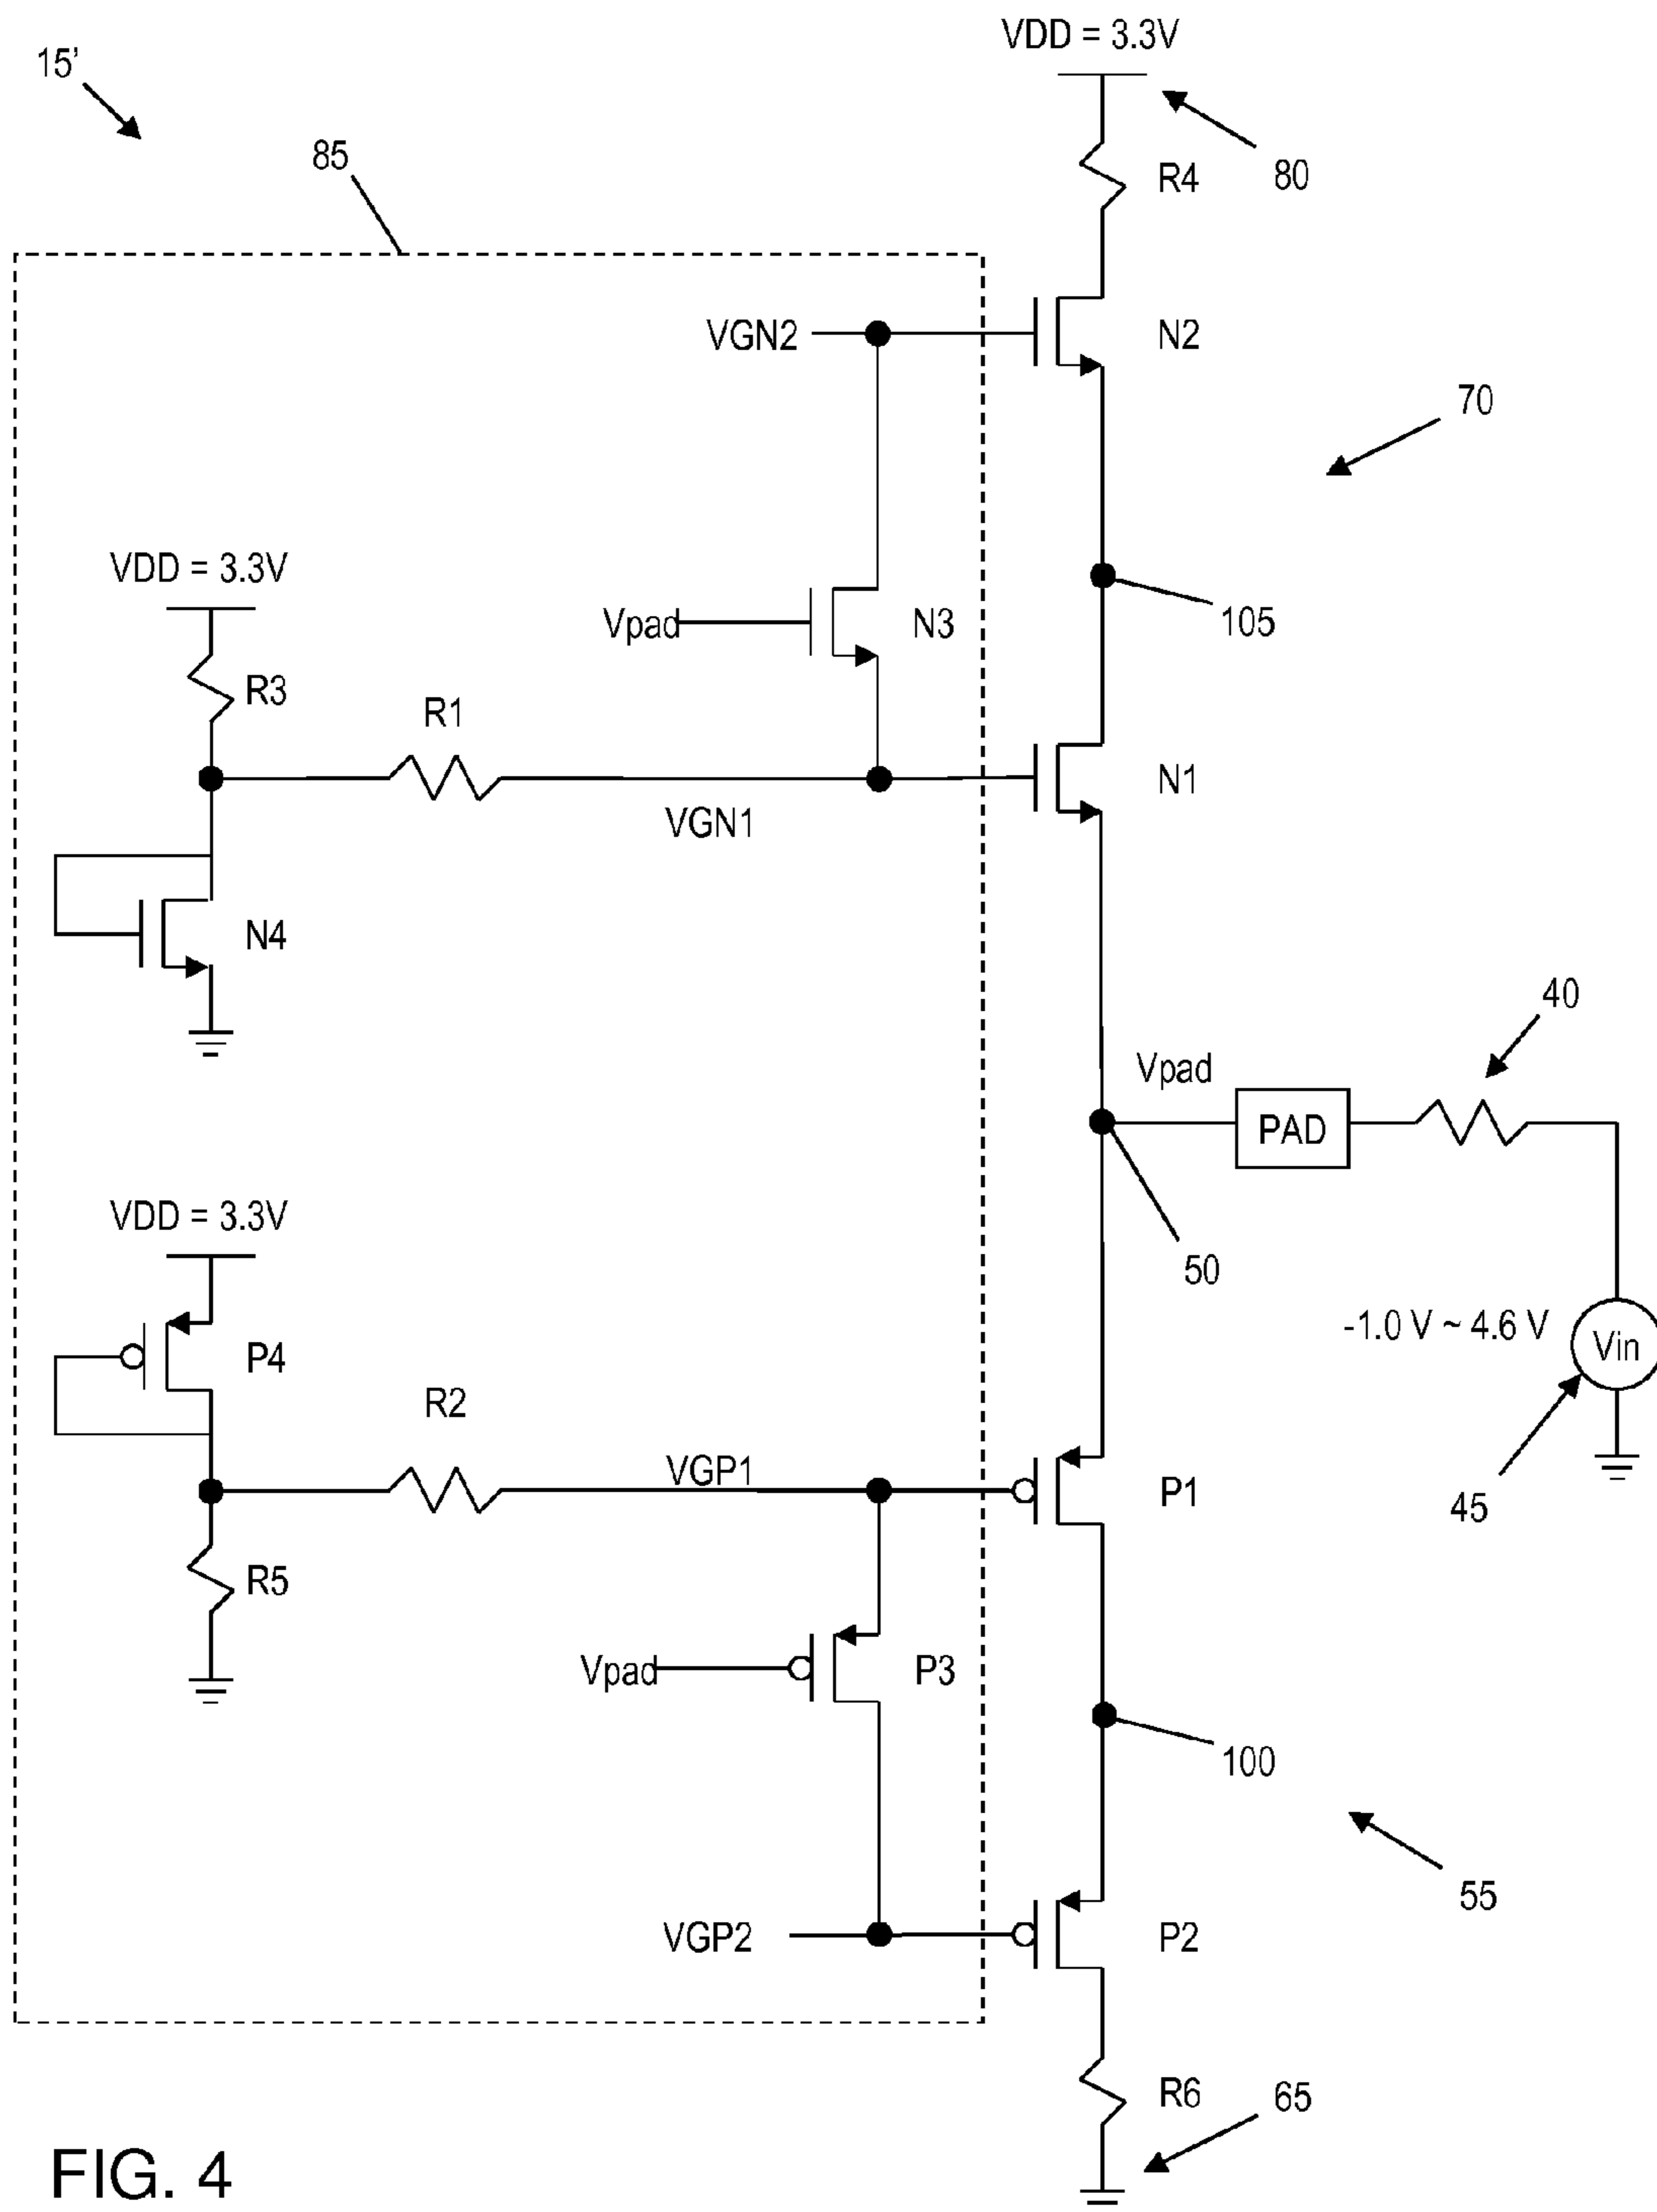 VDD = 3.3V
15'
85
R4
80
VGN2
N2
70
VDD = 3.3V
Vpad
N3
105
R3
R1
VGN1
N1
N4
40
Vpad
PAD
VDD = 3.3V
50
-1.0 V ~ 4.6 V
Vin
P4
R2
VGP1
P1
45
R5
Vpad
P3
100
55
VGP2
P2
R6
65
FIG. 4